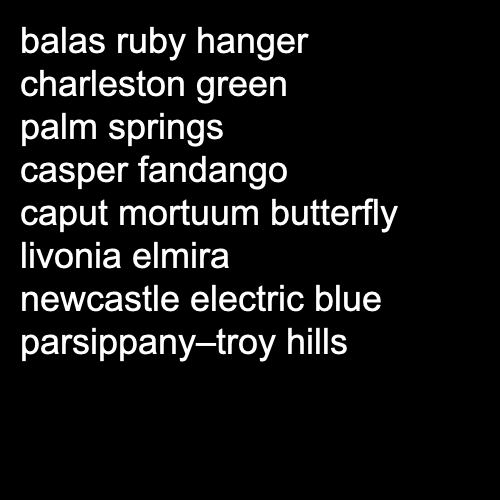 balas ruby hanger
charleston green
palm springs
casper fandango
caput mortuum butterfly
livonia elmira
newcastle electric blue
parsippany–troy hills